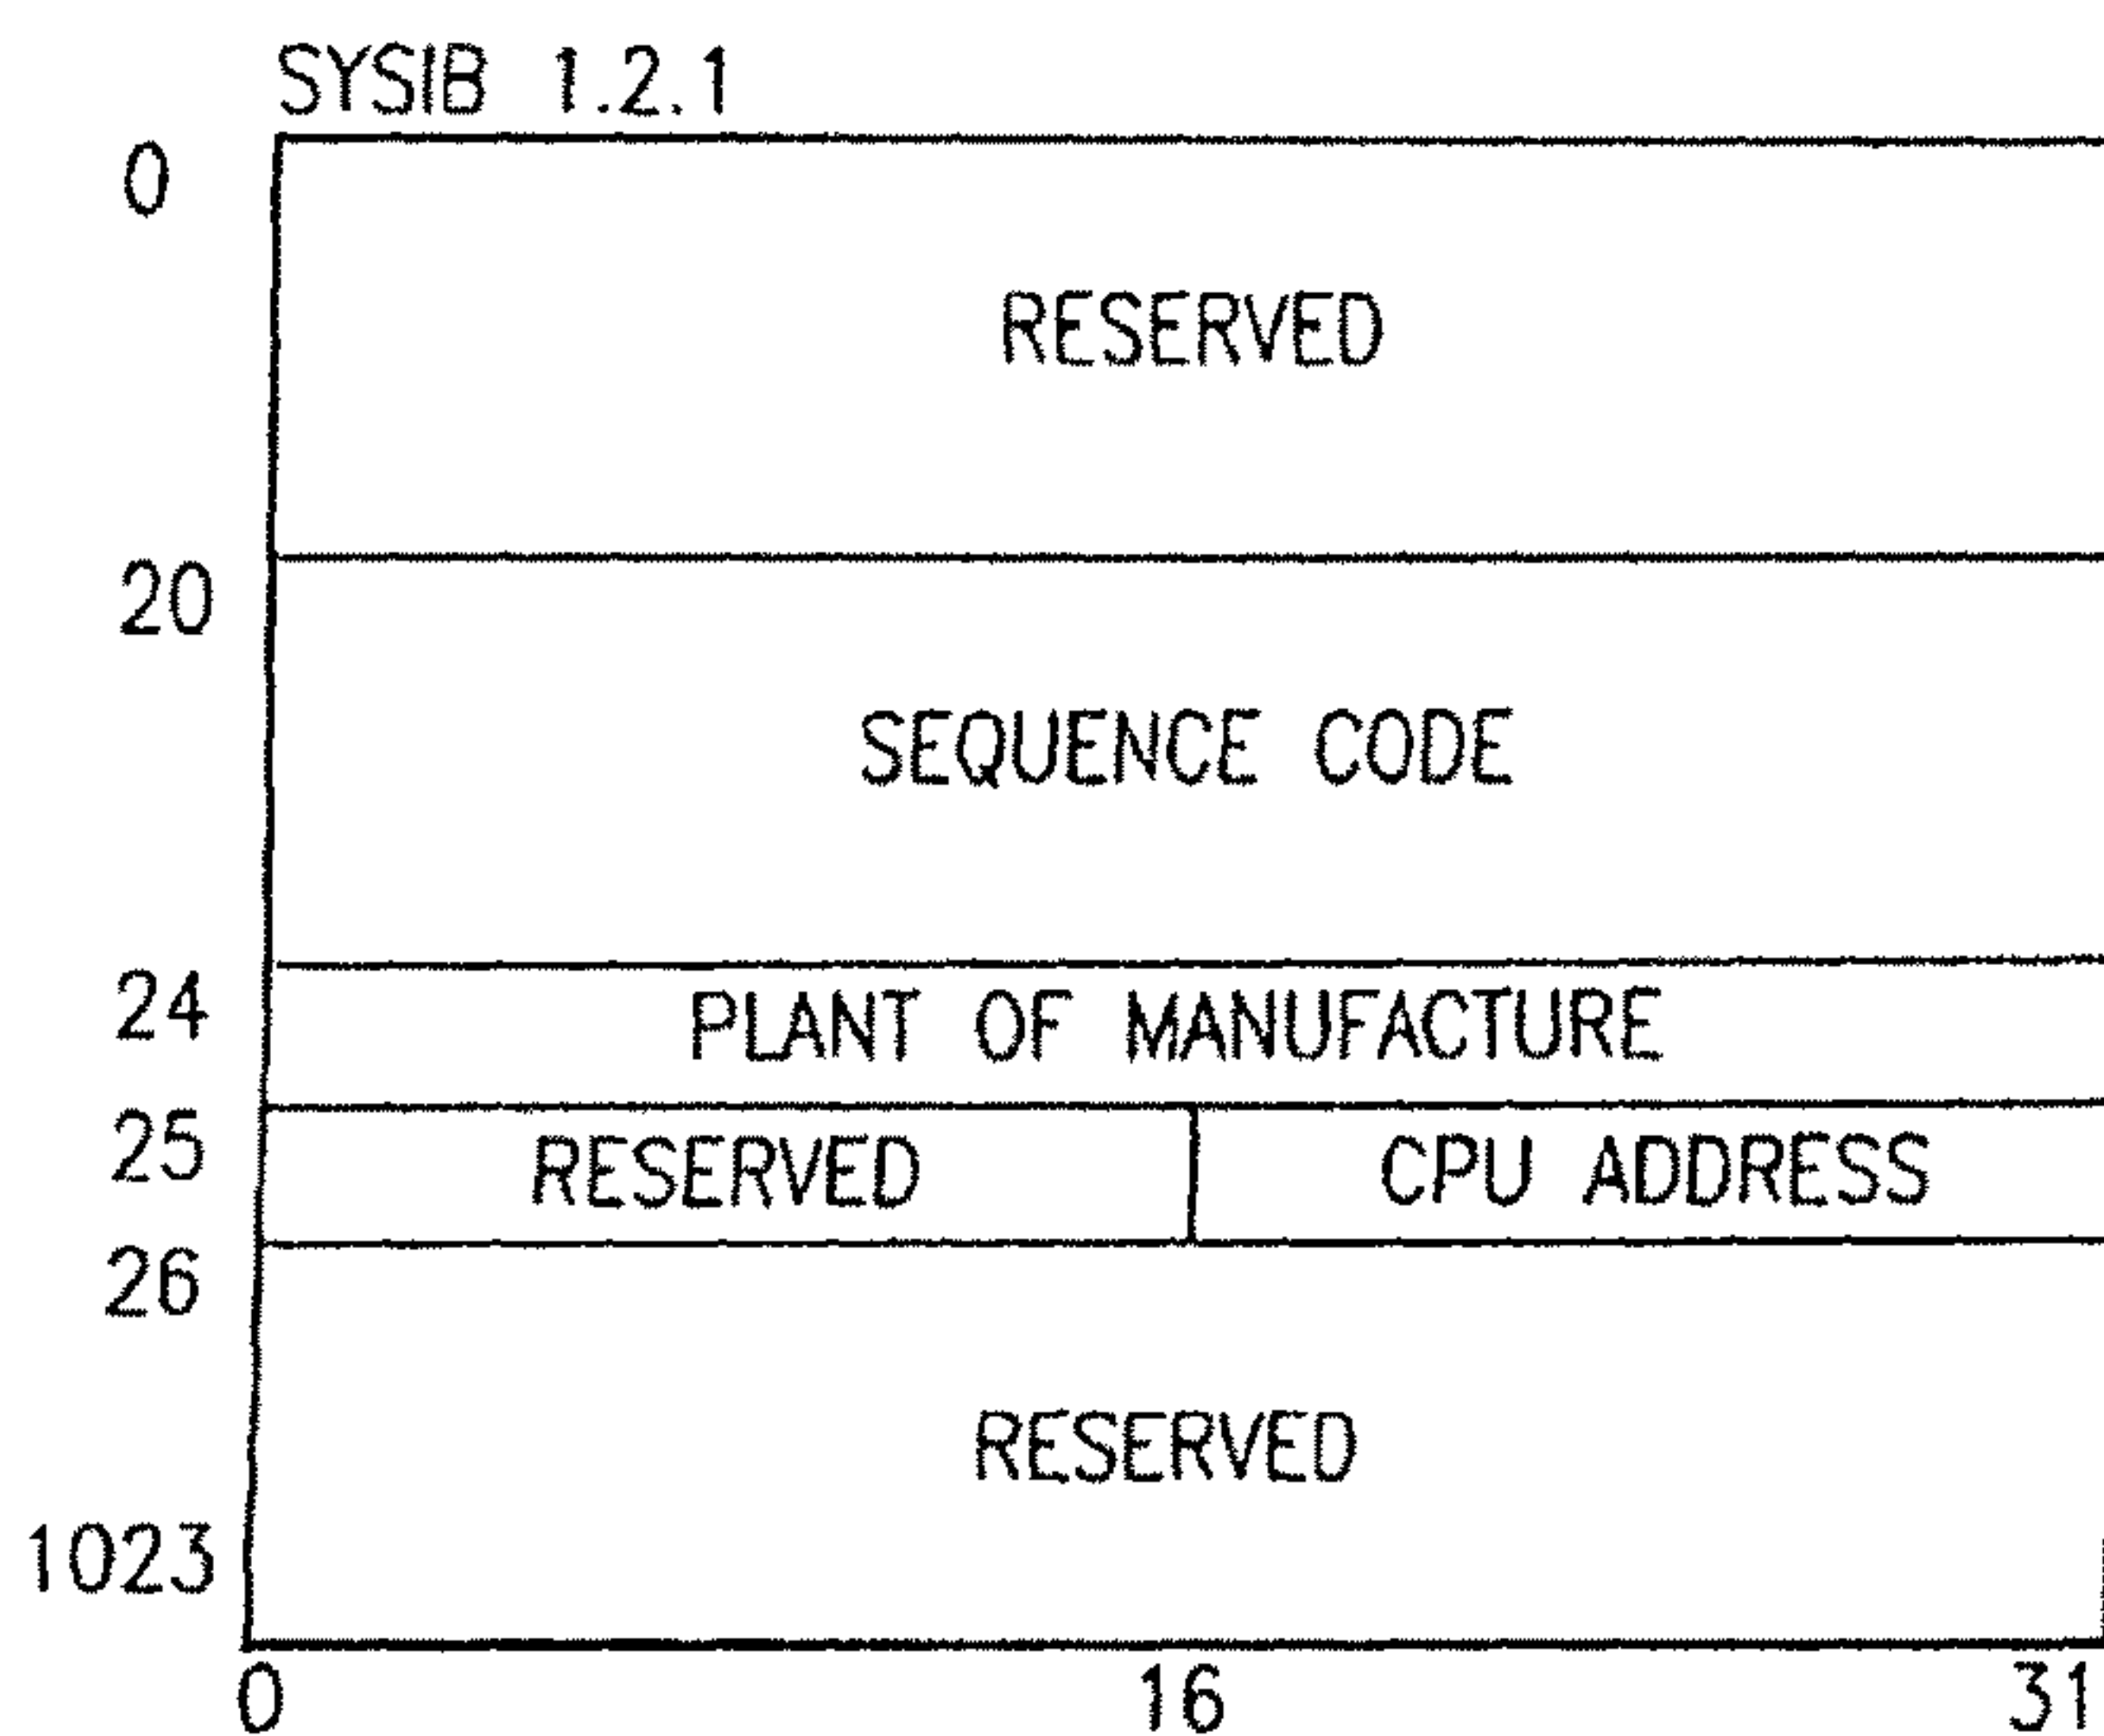 SYSIB 1.2.1
0
RESERVED
20
SEQUENCE CODE
24 PLANT OF MANUFACTURE
25 RESERVED CPU ADDRESS
26
RESERVED
1023
0 16 31